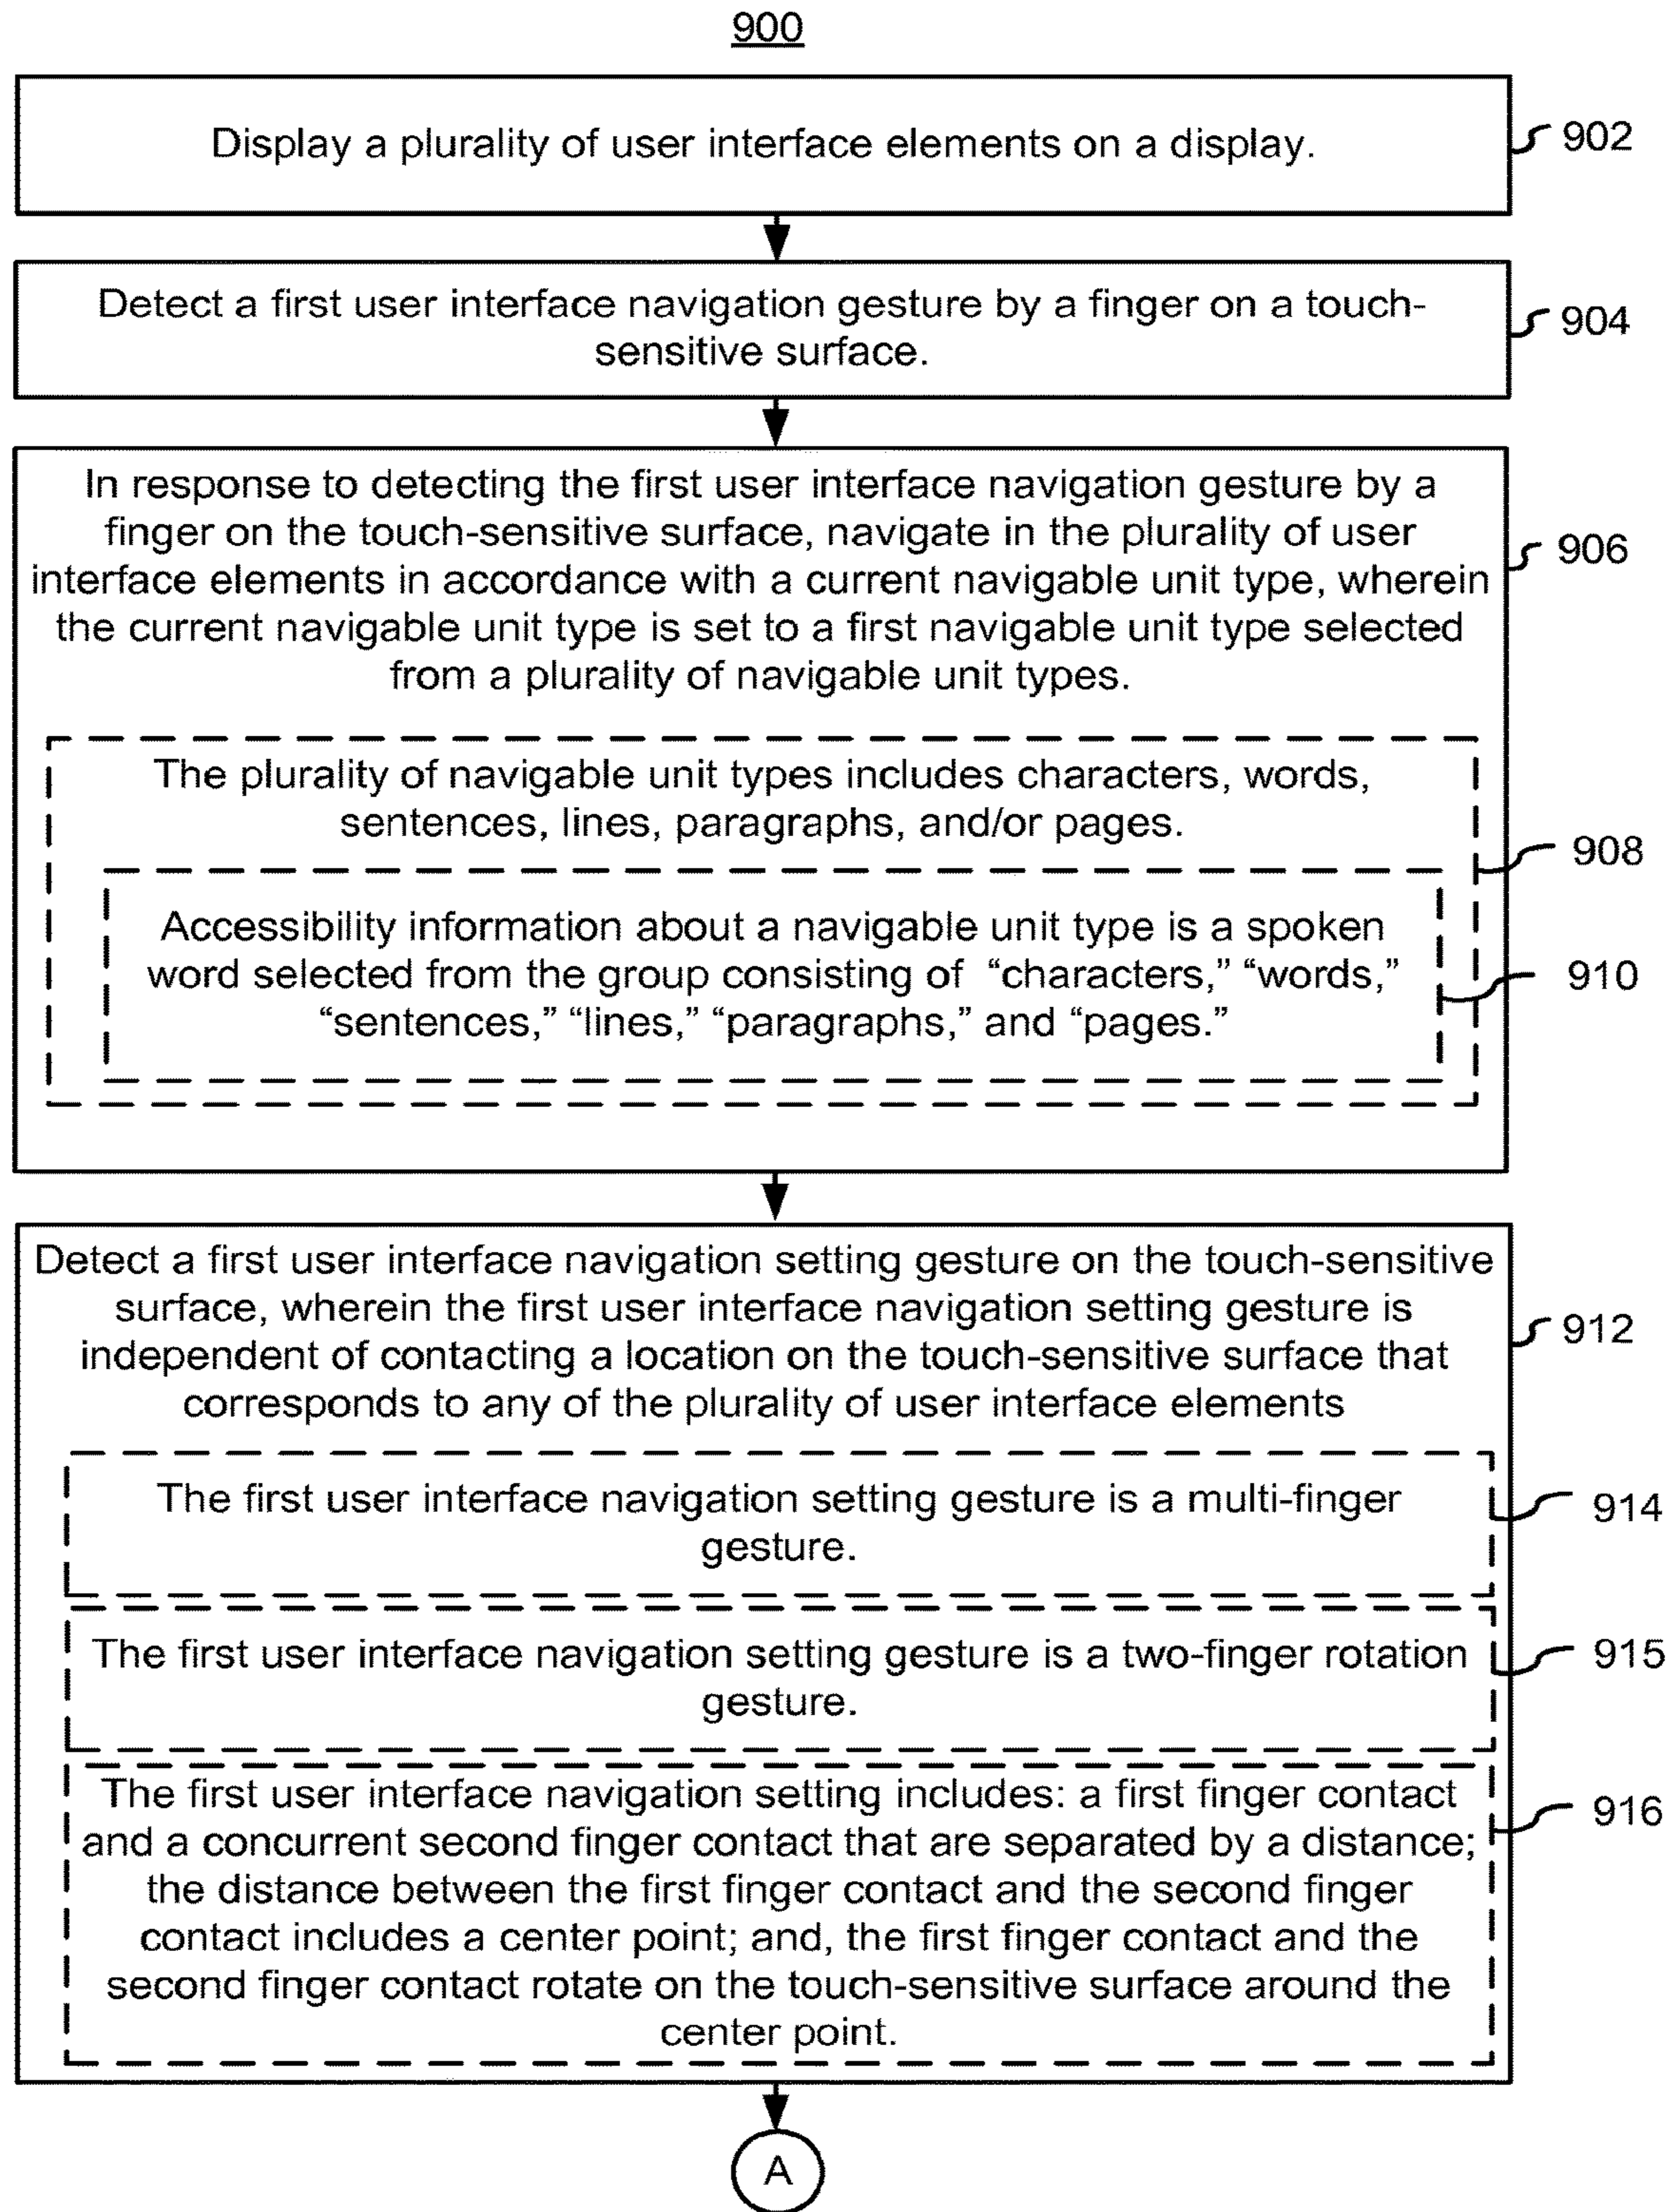 900
Display a plurality of user interface elements on a display.
902
Detect a first user interface navigation gesture by a finger on a touch-
sensitive surface.
904
In response to detecting the first user interface navigation gesture by a
finger on the touch-sensitive surface, navigate in the plurality of user
interface elements in accordance with a current navigable unit type, wherein
the current navigable unit type is set to a first navigable unit type selected
from a plurality of navigable unit types.
906
The plurality of navigable unit types includes characters, words,
sentences, lines, paragraphs, and/or pages.
908
Accessibility information about a navigable unit type is a spoken
word selected from the group consisting of “characters,” “words,”
“sentences,” “lines,” “paragraphs,” and “pages.”
910
Detect a first user interface navigation setting gesture on the touch-sensitive
surface, wherein the first user interface navigation setting gesture is
independent of contacting a location on the touch-sensitive surface that
corresponds to any of the plurality of user interface elements
912
The first user interface navigation setting gesture is a multi-finger
gesture.
914
The first user interface navigation setting gesture is a two-finger rotation
gesture.
915
The first user interface navigation setting includes: a first finger contact
and a concurrent second finger contact that are separated by a distance;
the distance between the first finger contact and the second finger
contact includes a center point; and, the first finger contact and the
second finger contact rotate on the touch-sensitive surface around the
center point.
916
A